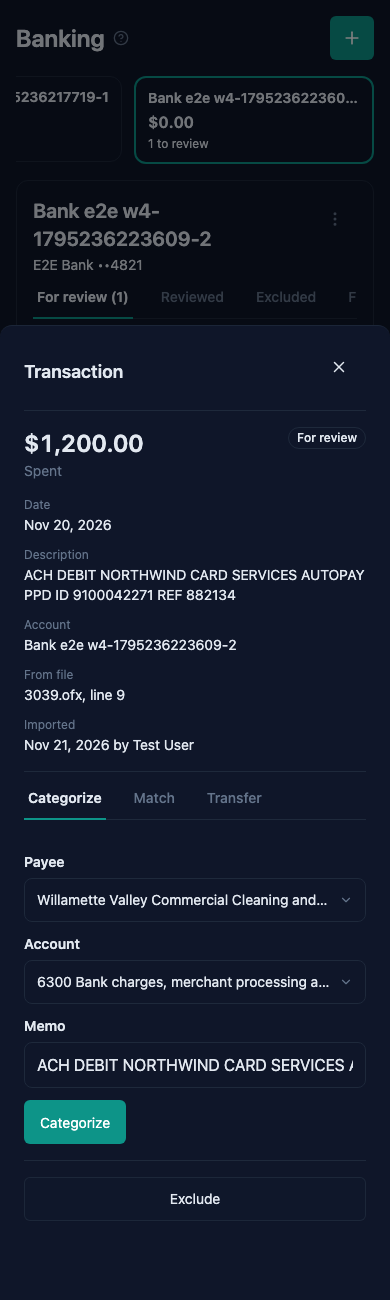 Banking
5236217719-1
Bank e2e w4-179523622360...
$0.00
1 to review
Bank e2e w4-
1795236223609-2
E2E Bank ••4821
For review (1) Reviewed Excluded F
Transaction
$1,200.00
For review
Spent
Date
Nov 20, 2026
Description
ACH DEBIT NORTHWIND CARD SERVICES AUTOPAY
PPD ID 9100042271 REF 882134
Account
Bank e2e w4-1795236223609-2
From file
3039.ofx, line 9
Imported
Nov 21, 2026 by Test User
Categorize Match Transfer
Payee
Willamette Valley Commercial Cleaning and...
Account
6300 Bank charges, merchant processing a...
Memo
ACH DEBIT NORTHWIND CARD SERVICES
Categorize
Exclude